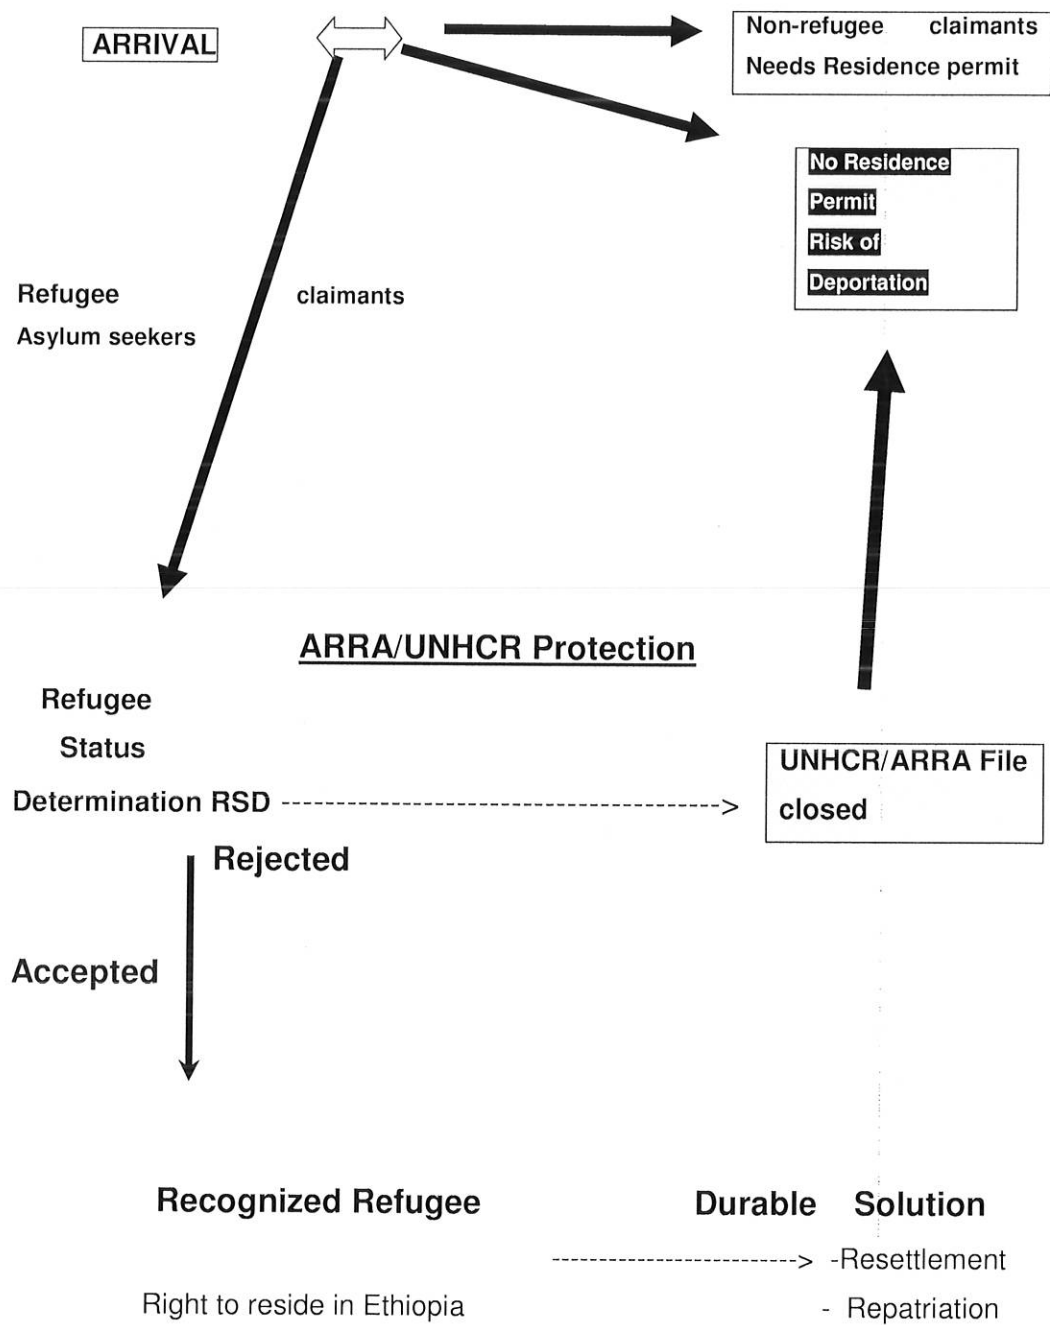 ARRIVAL
Non-refugee claimants
Needs Residence permit
No Residence
Permit
Risk of
Deportation
Refugee claimants
Asylum seekers
ARRA/UNHCR Protection
Refugee
Status
Determination RSD ------------------------------------------>
UNHCR/ARRA File
closed
Rejected
Accepted
Recognized Refugee
Durable Solution
-------------------------> -Resettlement
Right to reside in Ethiopia
- Repatriation